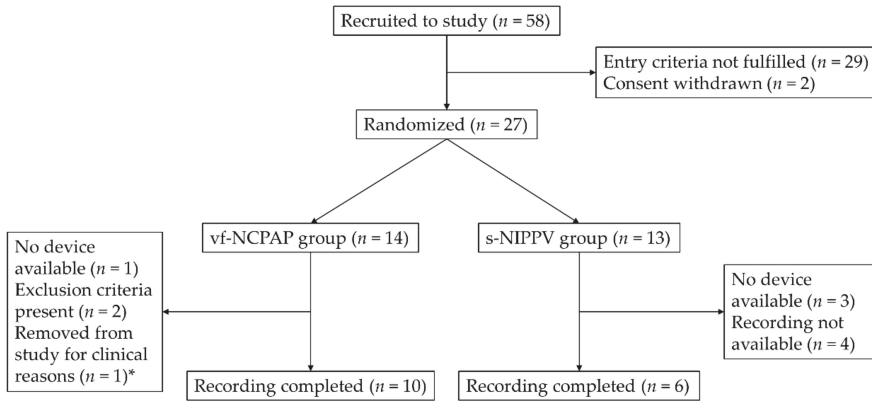 Recruited to study (n = 58)
Entry criteria not fulfilled (n = 29)
Consent withdrawn (n = 2)
Randomized (n = 27)
vf-NCPAP group (n = 14)
s-NIPPV group (n = 13)
No device
available (n = 1)
Exclusion criteria
present (n = 2)
Removed from
study for clinical
reasons (n = 1)*
No device
available (n = 3)
Recording not
available (n = 4)
Recording completed (n = 10)
Recording completed (n = 6)